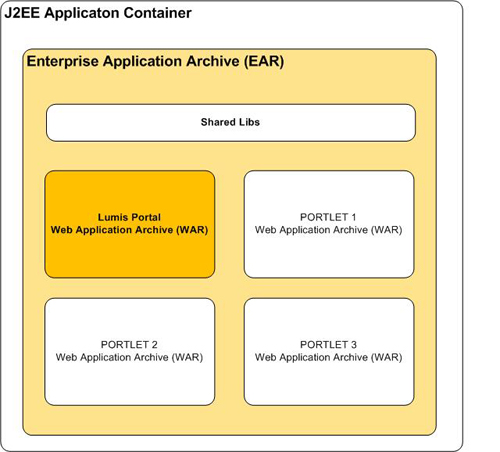 J2EE Applicaton Container
Enterprise Application Archive (EAR)
Shared Libs
Lumis Portal
Web Application Archive (WAR)
PORTLET 1
Web Application Archive (WAR)
PORTLET 2
Web Application Archive (WAR)
PORTLET 3
Web Application Archive (WAR)